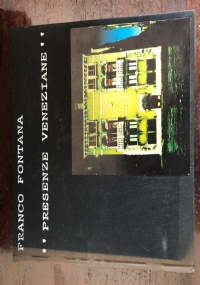 FRANCO FONTANA
"PRESENZE VENEZIANE"